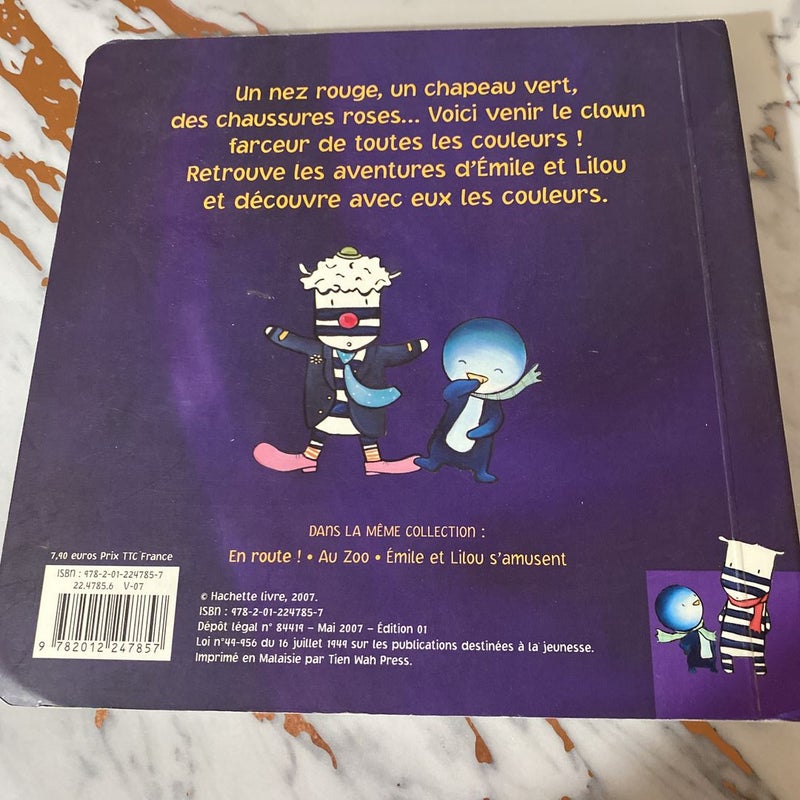 Un nez rouge, un chapeau vert,
des chaussures roses... Voici venir le clown
farceur de toutes les couleurs !
Retrouve les aventures d'Émile et Lilou
et découvre avec eux les couleurs.
DANS LA MÊME COLLECTION :
En route ! • Au Zoo • Émile et Lilou s'amusent
7,90 euros Prix TTC France
ISBN : 978-2-01-224785-7
22.4785.6 V-07
9 782012 247857
© Hachette livre, 2007.
ISBN : 978-2-01-224785-7
Dépôt légal n° 84419 – Mai 2007 – Édition 01
Loi n°49-956 du 16 juillet 1949 sur les publications destinées à la jeunesse.
Imprimé en Malaisie par Tien Wah Press.